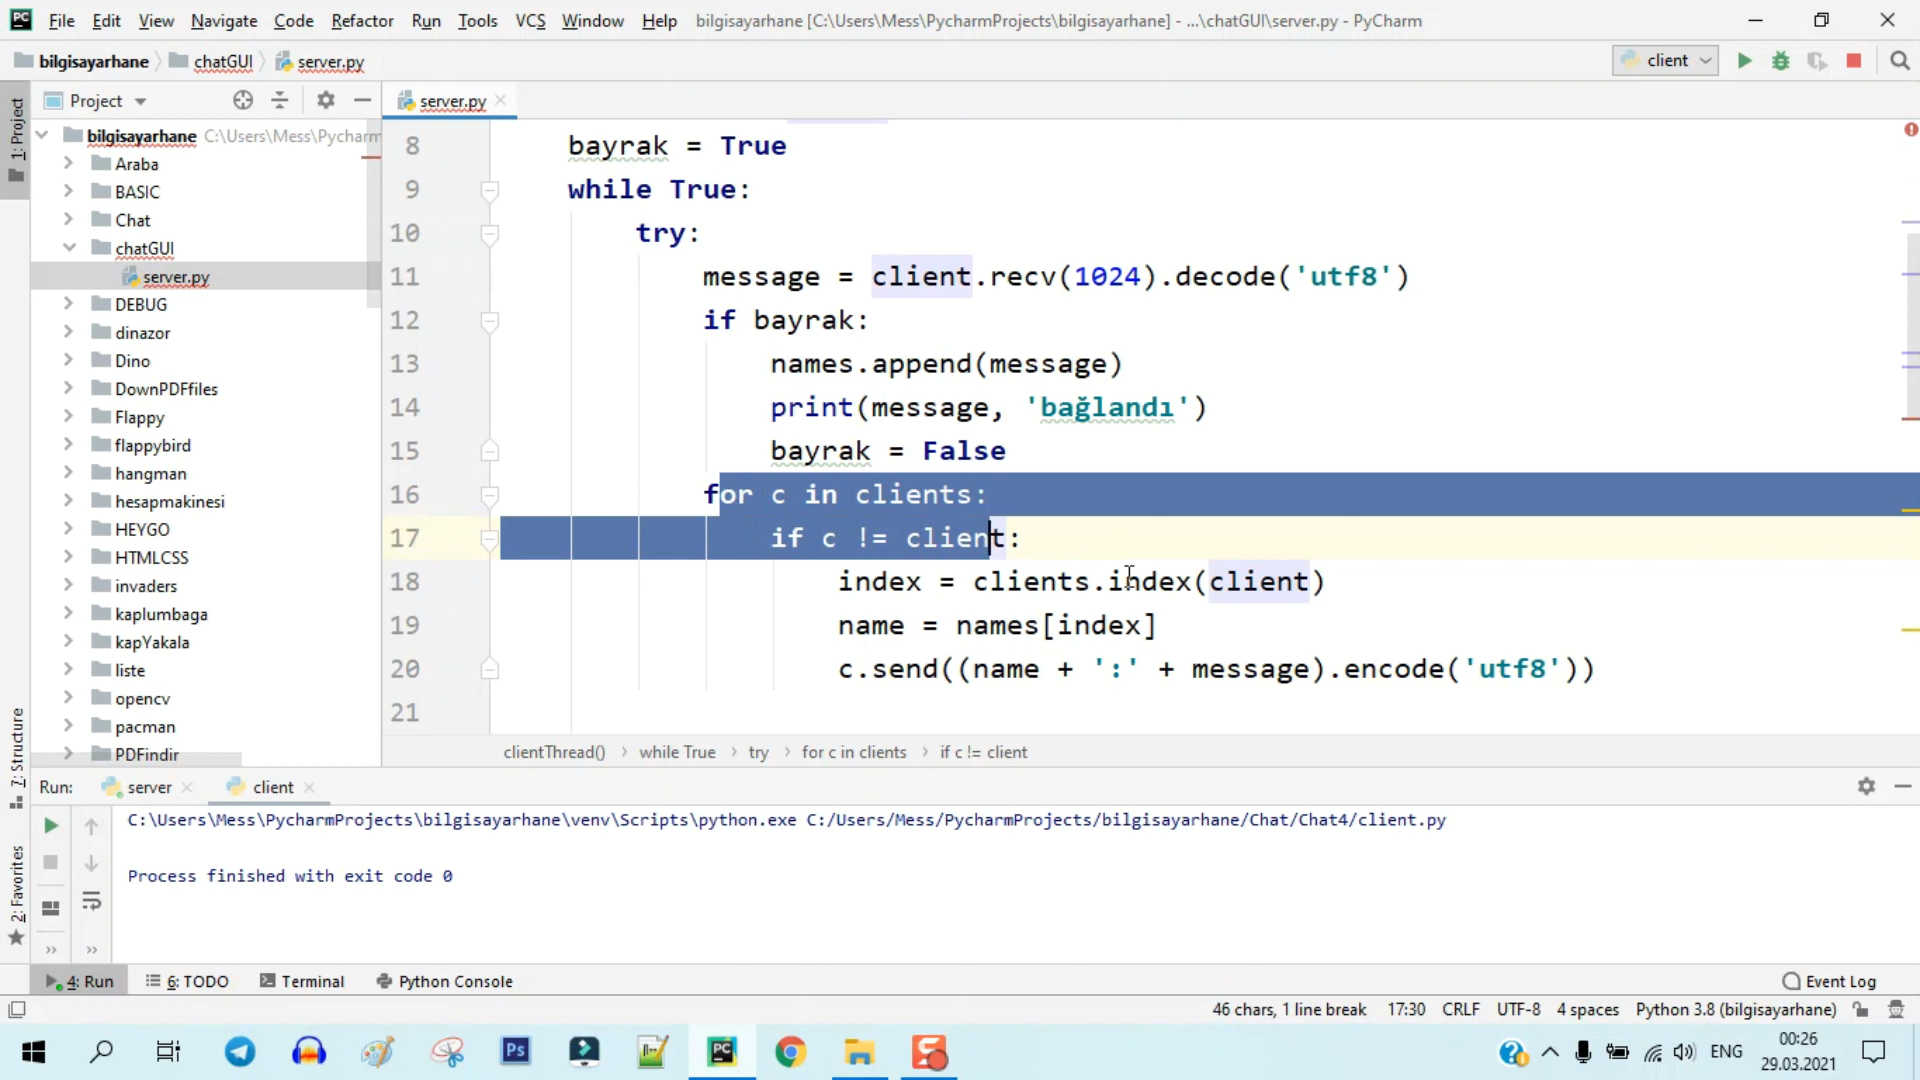 File Edit View Navigate Code Refactor Run Tools VCS Window Help bilgisayarhane [C:\Users\Mess\PycharmProjects\bilgisayarhane] - ...\chatGUI\server.py - PyCharm
bilgisayarhane chatGUI server.py client
1: Project
Project
server.py
bilgisayarhane C:\Users\Mess\Pycharm
Araba
BASIC
Chat
chatGUI
server.py
DEBUG
dinazor
Dino
DownPDFfiles
Flappy
flappybird
hangman
hesapmakinesi
HEYGO
HTMLCSS
invaders
kaplumbaga
kapYakala
liste
opencv
pacman
PDFindir
8 bayrak = True
9 while True:
10 try:
11 message = client.recv(1024).decode('utf8')
12 if bayrak:
13 names.append(message)
14 print(message, 'bağlandı')
15 bayrak = False
16 for c in clients:
17 if c != client:
18 index = clients.index(client)
19 name = names[index]
20 c.send((name + ':' + message).encode('utf8'))
21
clientThread() › while True › try › for c in clients › if c != client
7: Structure
2: Favorites
Run: server client
C:\Users\Mess\PycharmProjects\bilgisayarhane\venv\Scripts\python.exe C:/Users/Mess/PycharmProjects/bilgisayarhane/Chat/Chat4/client.py
Process finished with exit code 0
4: Run 6: TODO Terminal Python Console Event Log
46 chars, 1 line break 17:30 CRLF UTF-8 4 spaces Python 3.8 (bilgisayarhane)
Ps PC ENG 00:26
29.03.2021